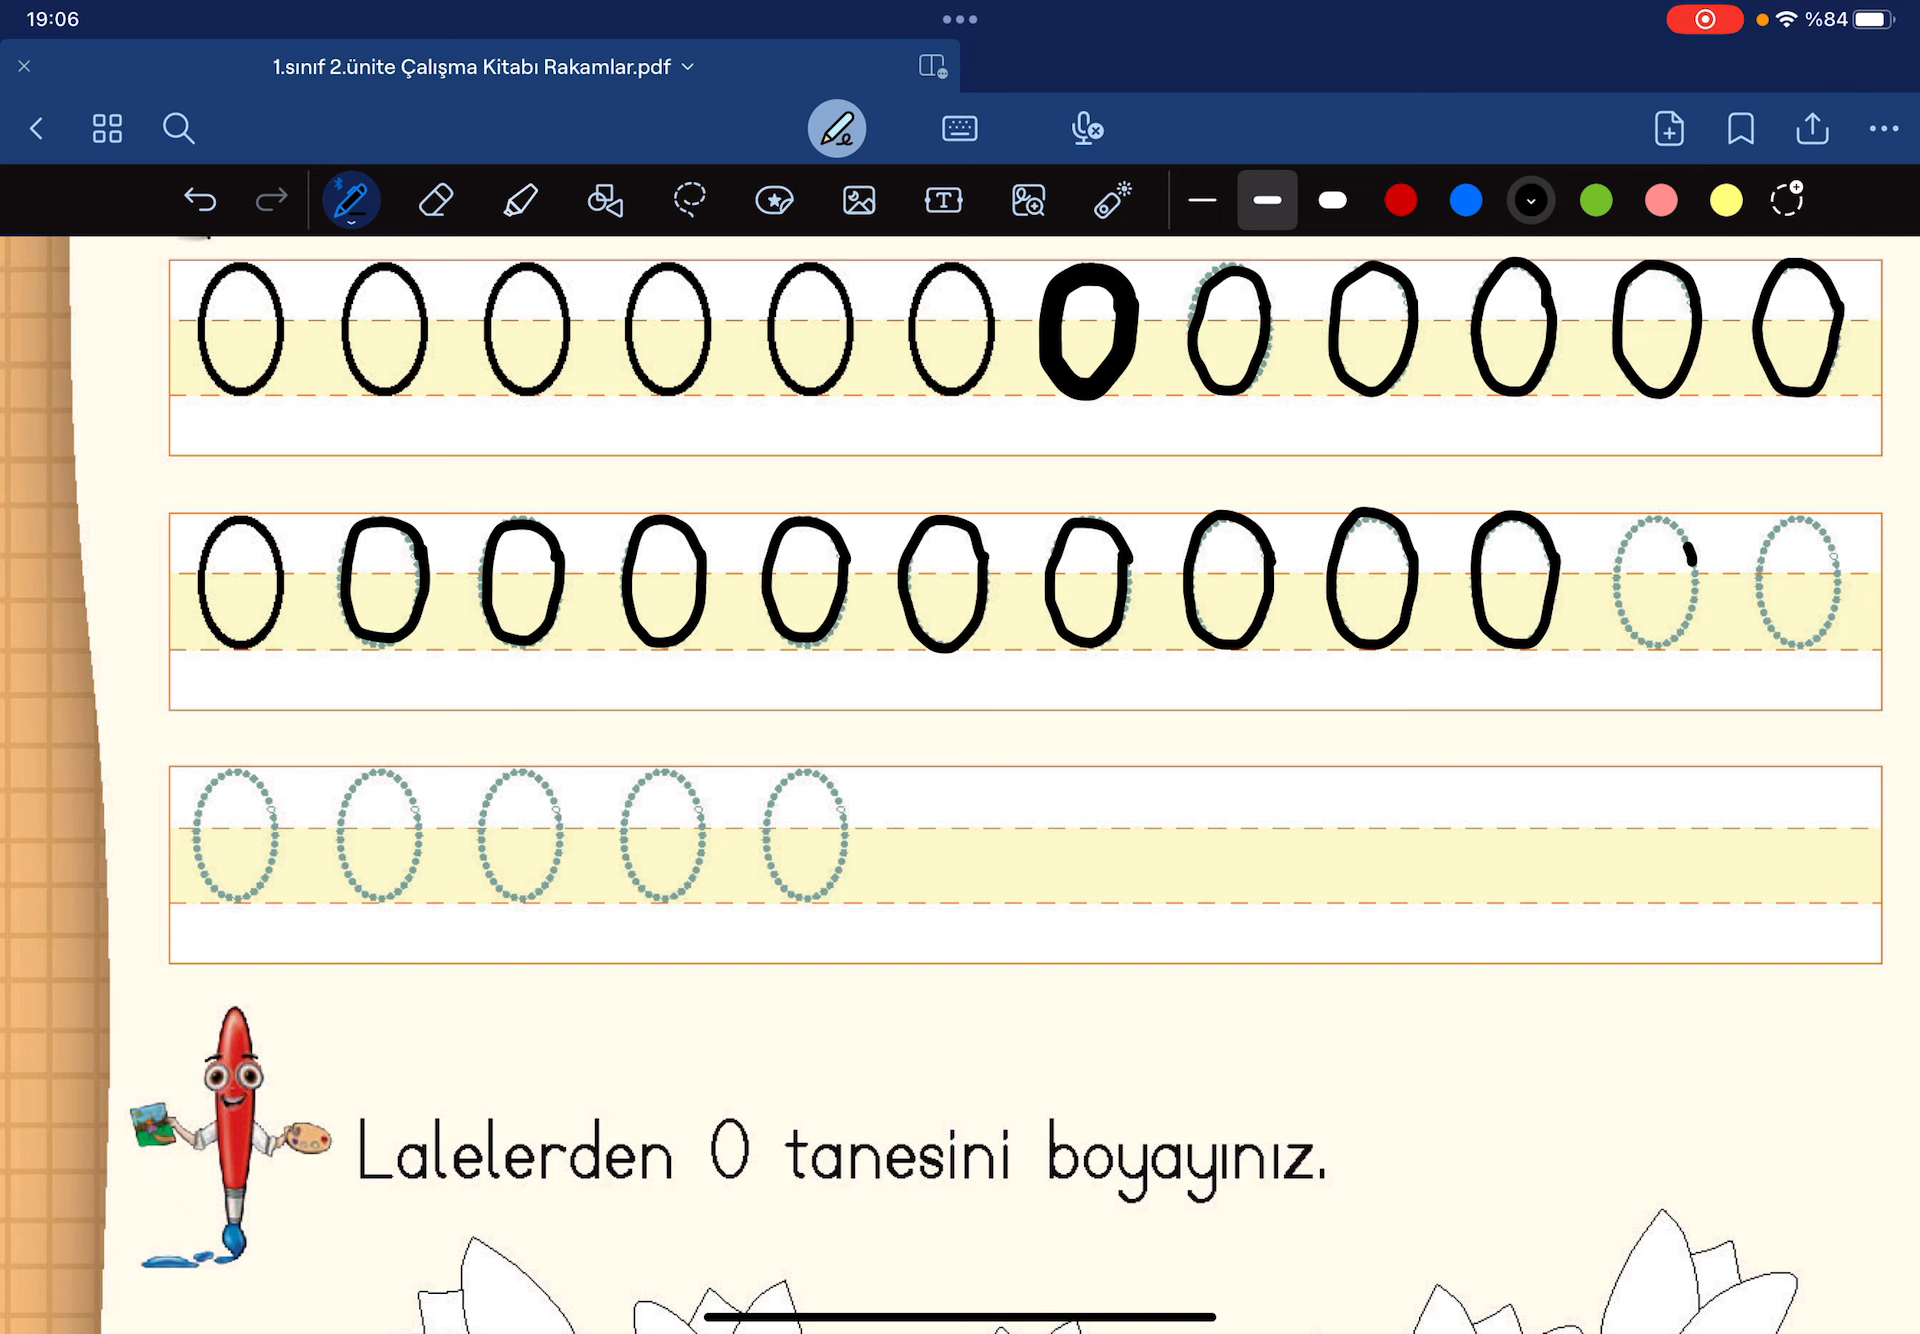 19:06
%84
1.sınıf 2.ünite Çalışma Kitabı Rakamlar.pdf
0 0 0 0 0 0 0 0 0 0 0 0
0 0 0 0 0 0 0 0 0 0 0 0
0 0 0 0 0
Lalelerden 0 tanesini boyayınız.